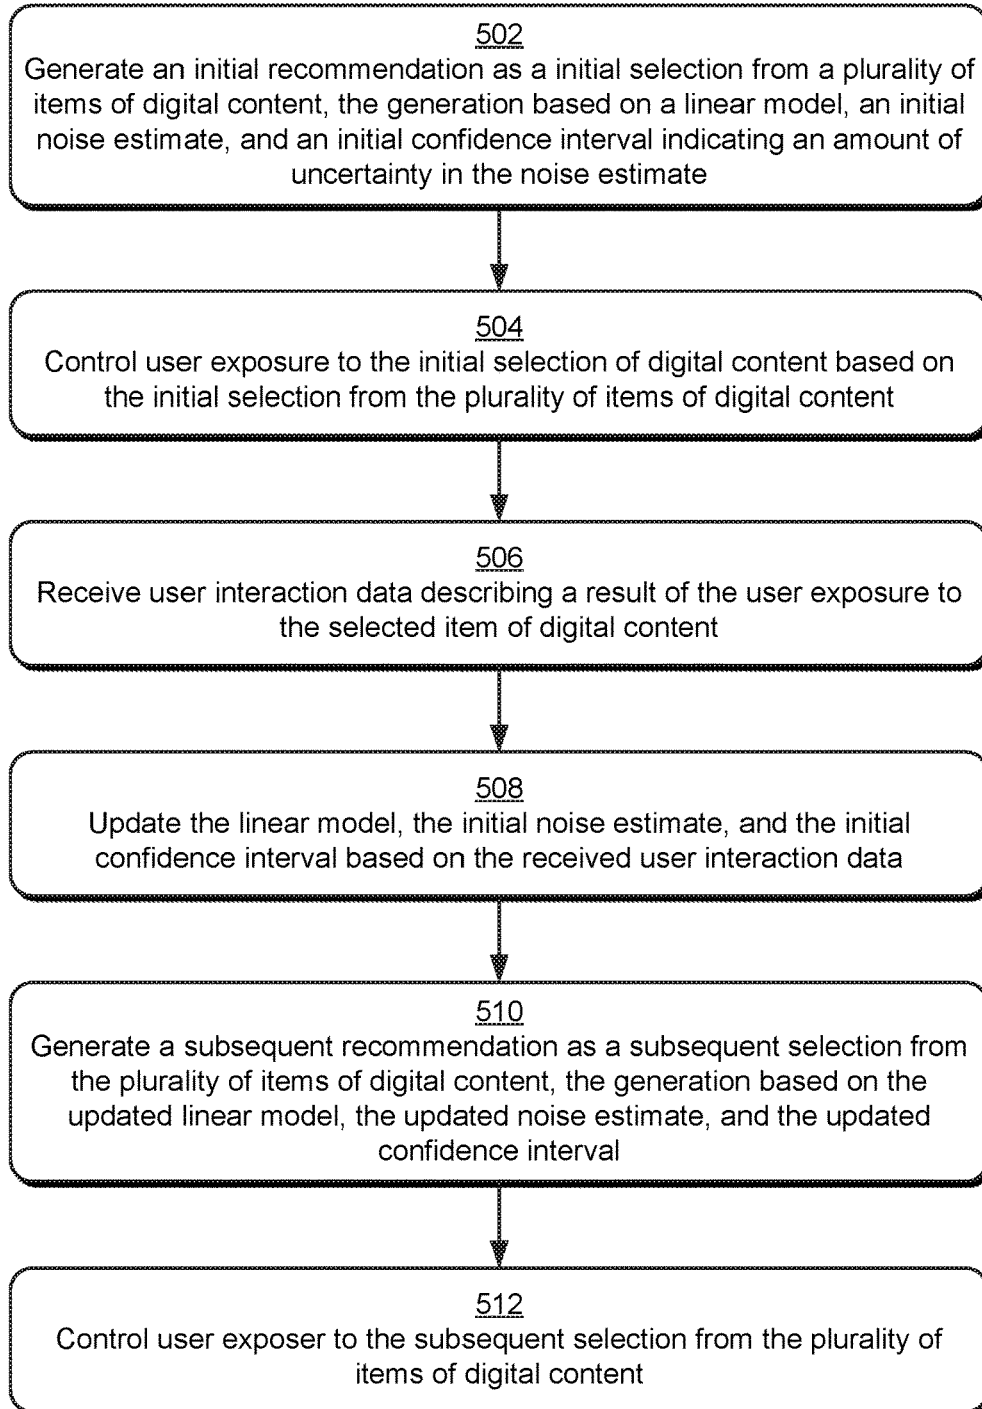 502
Generate an initial recommendation as a initial selection from a plurality of
items of digital content, the generation based on a linear model, an initial
noise estimate, and an initial confidence interval indicating an amount of
uncertainty in the noise estimate
504
Control user exposure to the initial selection of digital content based on
the initial selection from the plurality of items of digital content
506
Receive user interaction data describing a result of the user exposure to
the selected item of digital content
508
Update the linear model, the initial noise estimate, and the initial
confidence interval based on the received user interaction data
510
Generate a subsequent recommendation as a subsequent selection from
the plurality of items of digital content, the generation based on the
updated linear model, the updated noise estimate, and the updated
confidence interval
512
Control user exposer to the subsequent selection from the plurality of
items of digital content